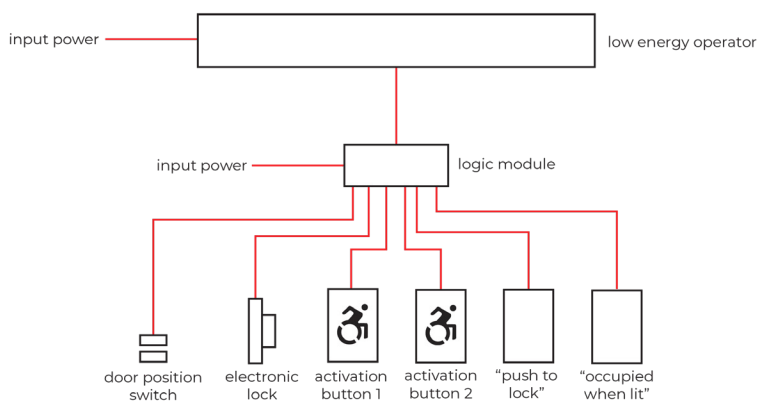 input power
low energy operator
input power
logic module
door position
switch
electronic
lock
activation
button 1
activation
button 2
“push to
lock”
“occupied
when lit”